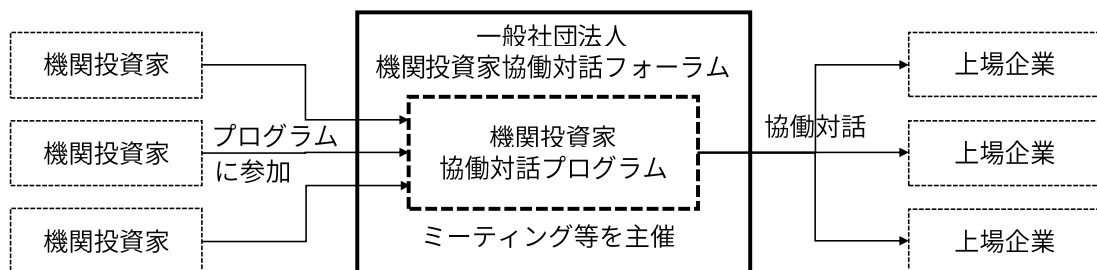 機関投資家
機関投資家
機関投資家
プログラム
に参加
一般社団法人
機関投資家協働対話フォーラム
機関投資家
協働対話プログラム
ミーティング等を主催
協働対話
上場企業
上場企業
上場企業